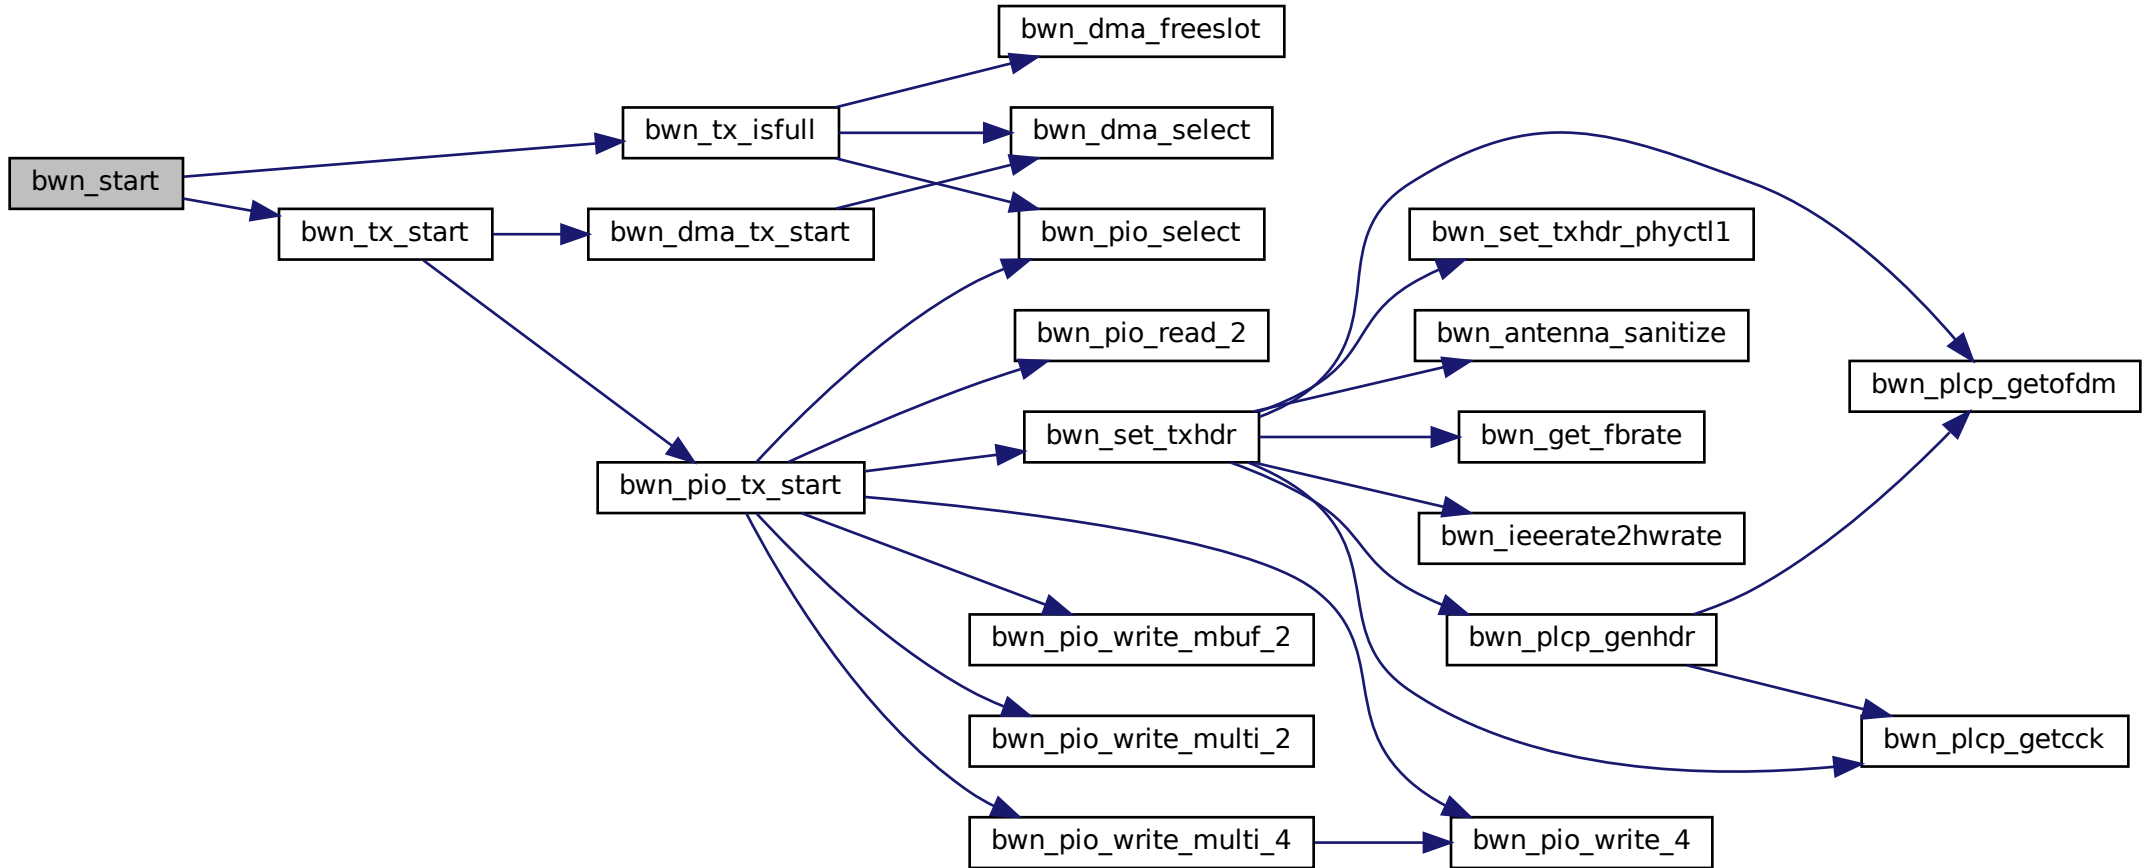 bwn_dma_freeslot
bwn_tx_isfull
bwn_dma_select
bwn_start
bwn_tx_start
bwn_dma_tx_start
bwn_pio_select
bwn_set_txhdr_phyctl1
bwn_pio_read_2
bwn_antenna_sanitize
bwn_plcp_getofdm
bwn_set_txhdr
bwn_get_fbrate
bwn_pio_tx_start
bwn_ieeerate2hwrate
bwn_pio_write_mbuf_2
bwn_plcp_genhdr
bwn_pio_write_multi_2
bwn_plcp_getcck
bwn_pio_write_multi_4
bwn_pio_write_4